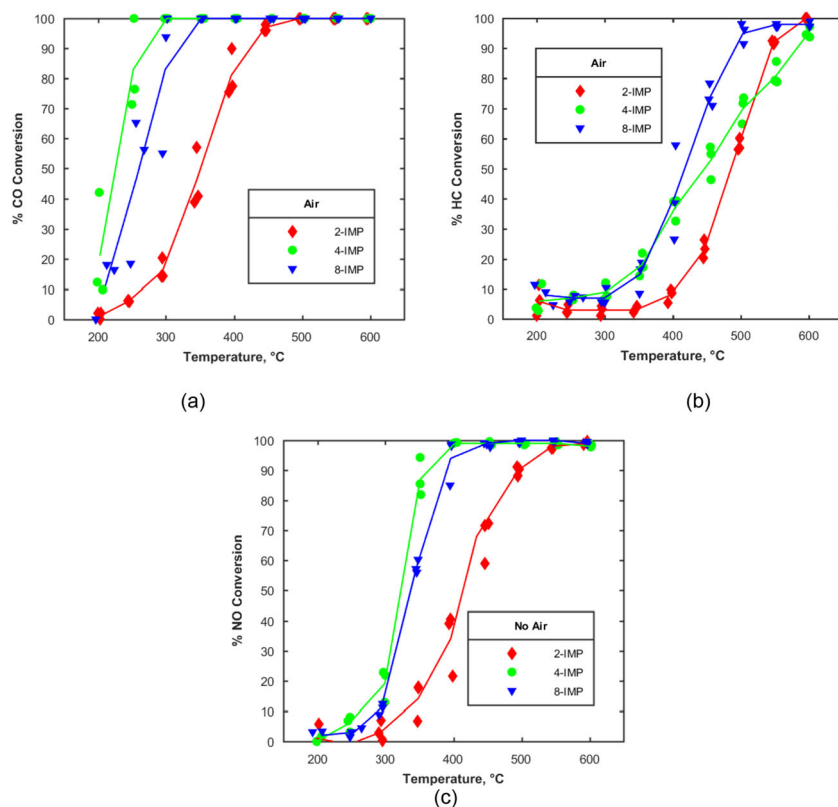 100
90
80
70
60
50
40
30
20
10
0
% CO Conversion
Air
2-IMP
4-IMP
8-IMP
200 300 400 500 600
Temperature, °C
(a)
100
90
80
70
60
50
40
30
20
10
0
% HC Conversion
Air
2-IMP
4-IMP
8-IMP
200 300 400 500 600
Temperature, °C
(b)
100
90
80
70
60
50
40
30
20
10
0
% NO Conversion
No Air
2-IMP
4-IMP
8-IMP
200 300 400 500 600
Temperature, °C
(c)